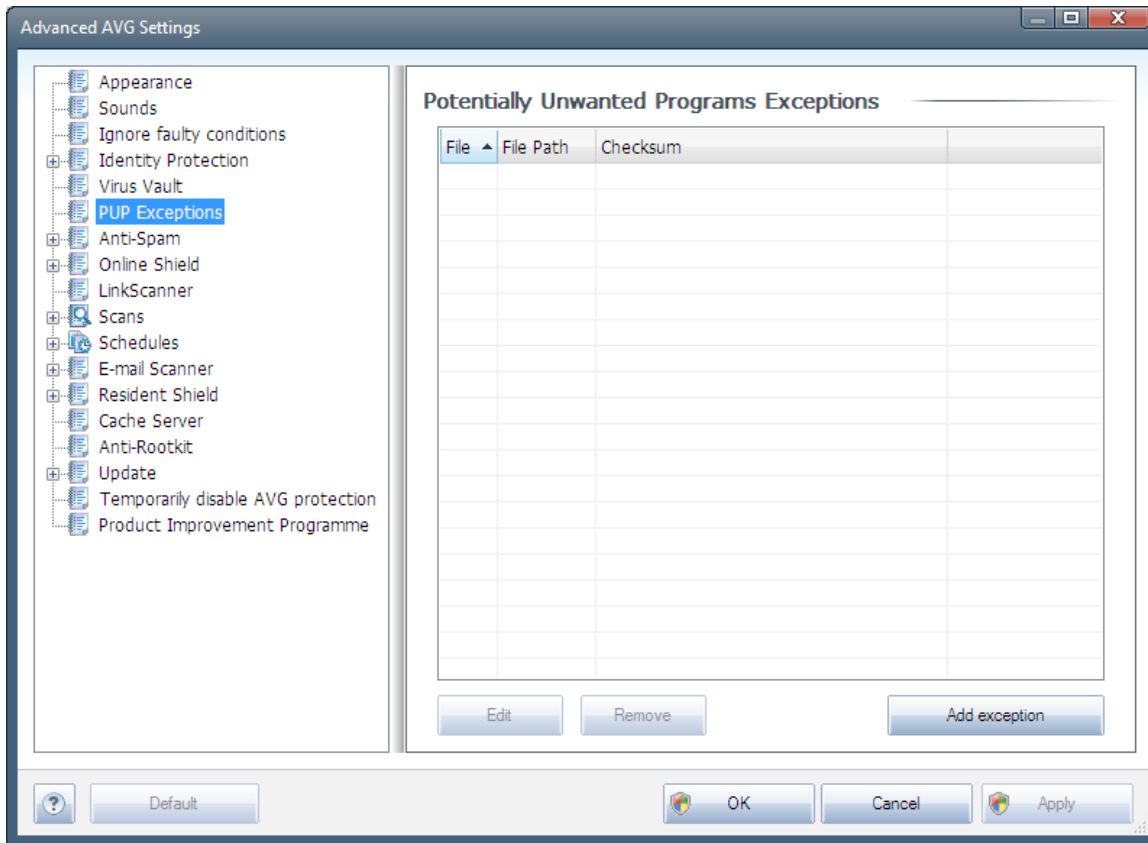 Advanced AVG Settings
Appearance
Sounds
Ignore faulty conditions
Identity Protection
Virus Vault
PUP Exceptions
Anti-Spam
Online Shield
LinkScanner
Scans
Schedules
E-mail Scanner
Resident Shield
Cache Server
Anti-Rootkit
Update
Temporarily disable AVG protection
Product Improvement Programme
Potentially Unwanted Programs Exceptions
File File Path Checksum
Edit Remove Add exception
? Default OK Cancel Apply